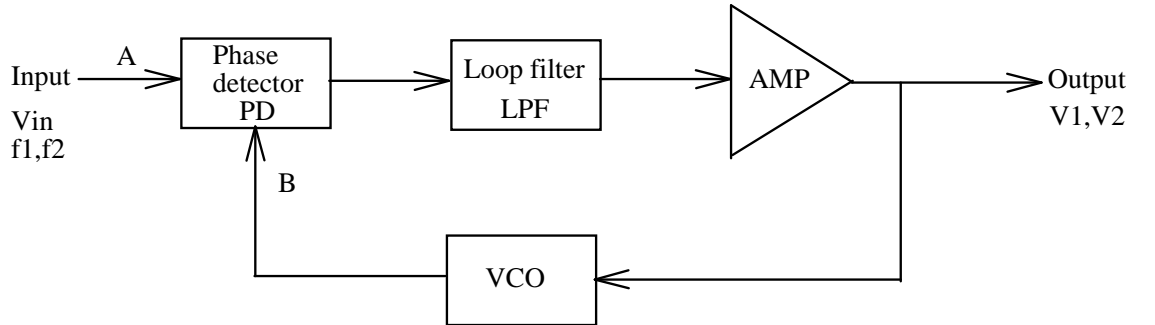 A
Input
Vin
f1,f2
Phase
detector
PD
Loop filter
LPF
AMP
Output
V1,V2
B
VCO